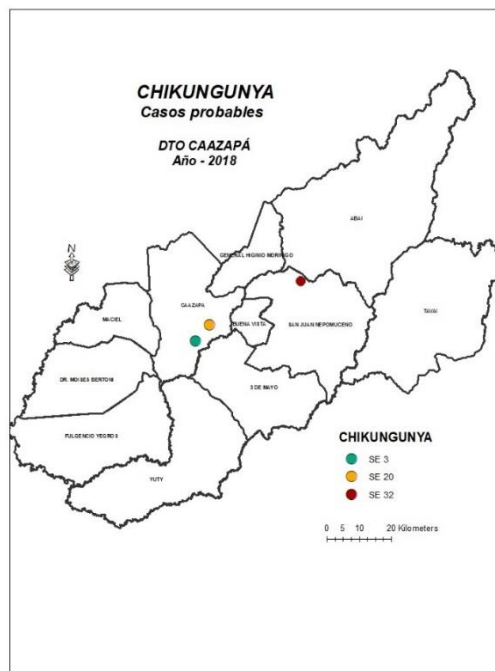 CHIKUNGUNYA
Casos probables
DTO CAAZAPÁ
Año - 2018
ABAI
GENERAL HIGINIO MORINIGO
N
CAAZAPA
TAVAI
MACIEL
BUENA VISTA
SAN JUAN NEPOMUCENO
DR. MOISES BERTONI
3 DE MAYO
FULGENCIO YEGROS
YUTY
CHIKUNGUNYA
SE 3
SE 20
SE 32
0 5 10 20 Kilometers